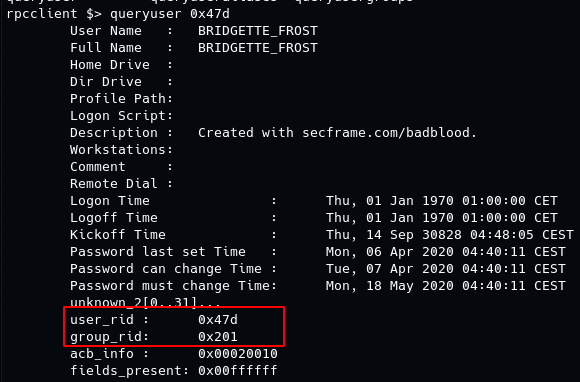 rpcclient $> queryuser 0x47d
User Name   :   BRIDGETTE_FROST
Full Name   :   BRIDGETTE_FROST
Home Drive  :
Dir Drive   :
Profile Path:
Logon Script:
Description :   Created with secframe.com/badblood.
Workstations:
Comment     :
Remote Dial :
Logon Time               :      Thu, 01 Jan 1970 01:00:00 CET
Logoff Time              :      Thu, 01 Jan 1970 01:00:00 CET
Kickoff Time             :      Thu, 14 Sep 30828 04:48:05 CEST
Password last set Time   :      Mon, 06 Apr 2020 04:40:11 CEST
Password can change Time :      Tue, 07 Apr 2020 04:40:11 CEST
Password must change Time:      Mon, 18 May 2020 04:40:11 CEST
unknown_2[0..31]...
user_rid :      0x47d
group_rid:      0x201
acb_info :      0x00020010
fields_present: 0x00ffffff